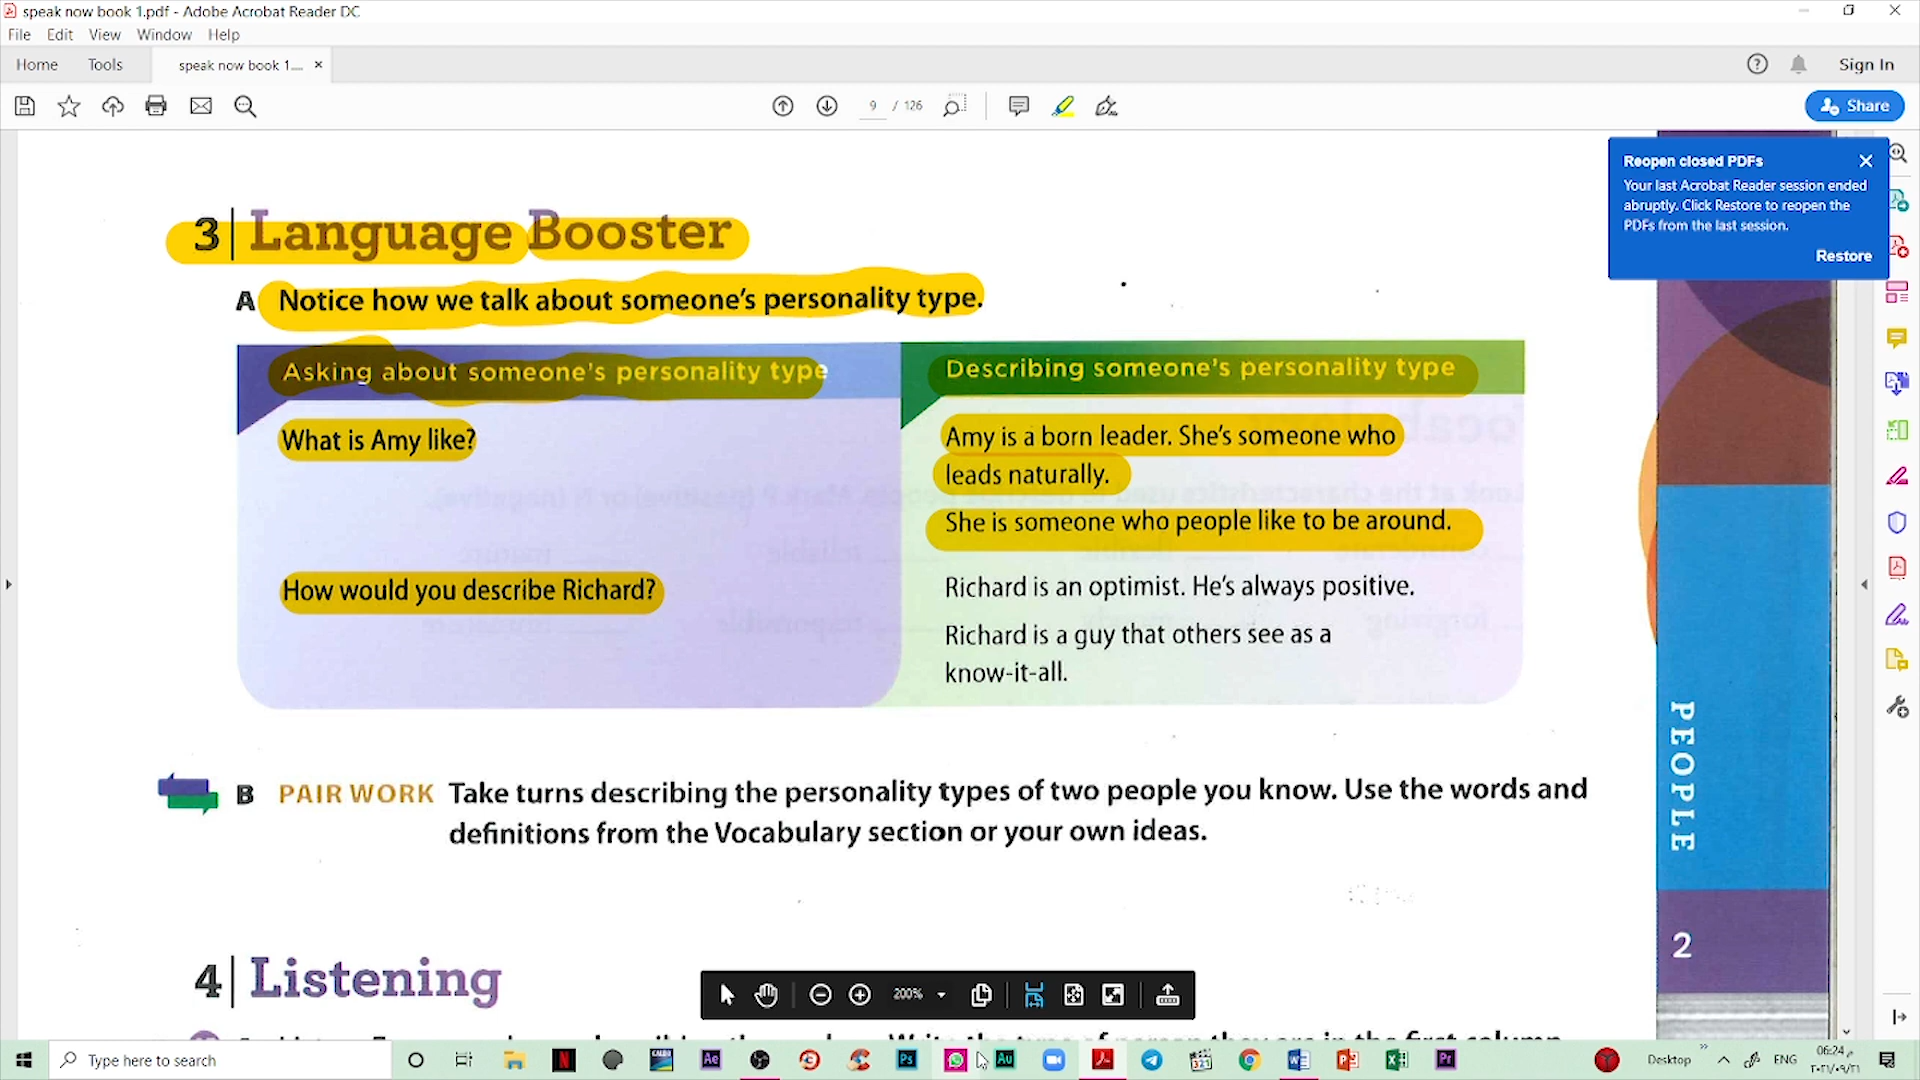 speak now book 1.pdf - Adobe Acrobat Reader DC
File Edit View Window Help
Home Tools speak now book 1.... × Sign In
9 / 126 Share
Reopen closed PDFs
Your last Acrobat Reader session ended
abruptly. Click Restore to reopen the
PDFs from the last session.
Restore
3 Language Booster
A Notice how we talk about someone's personality type.
Asking about someone's personality type
Describing someone's personality type
What is Amy like?
Amy is a born leader. She's someone who
leads naturally.
She is someone who people like to be around.
How would you describe Richard?
Richard is an optimist. He's always positive.
Richard is a guy that others see as a
know-it-all.
B PAIR WORK Take turns describing the personality types of two people you know. Use the words and
definitions from the Vocabulary section or your own ideas.
PEOPLE
2
4 Listening
200%
Type here to search
Desktop
ENG
06:24 م
٢٠٢١/٠٩/٢١